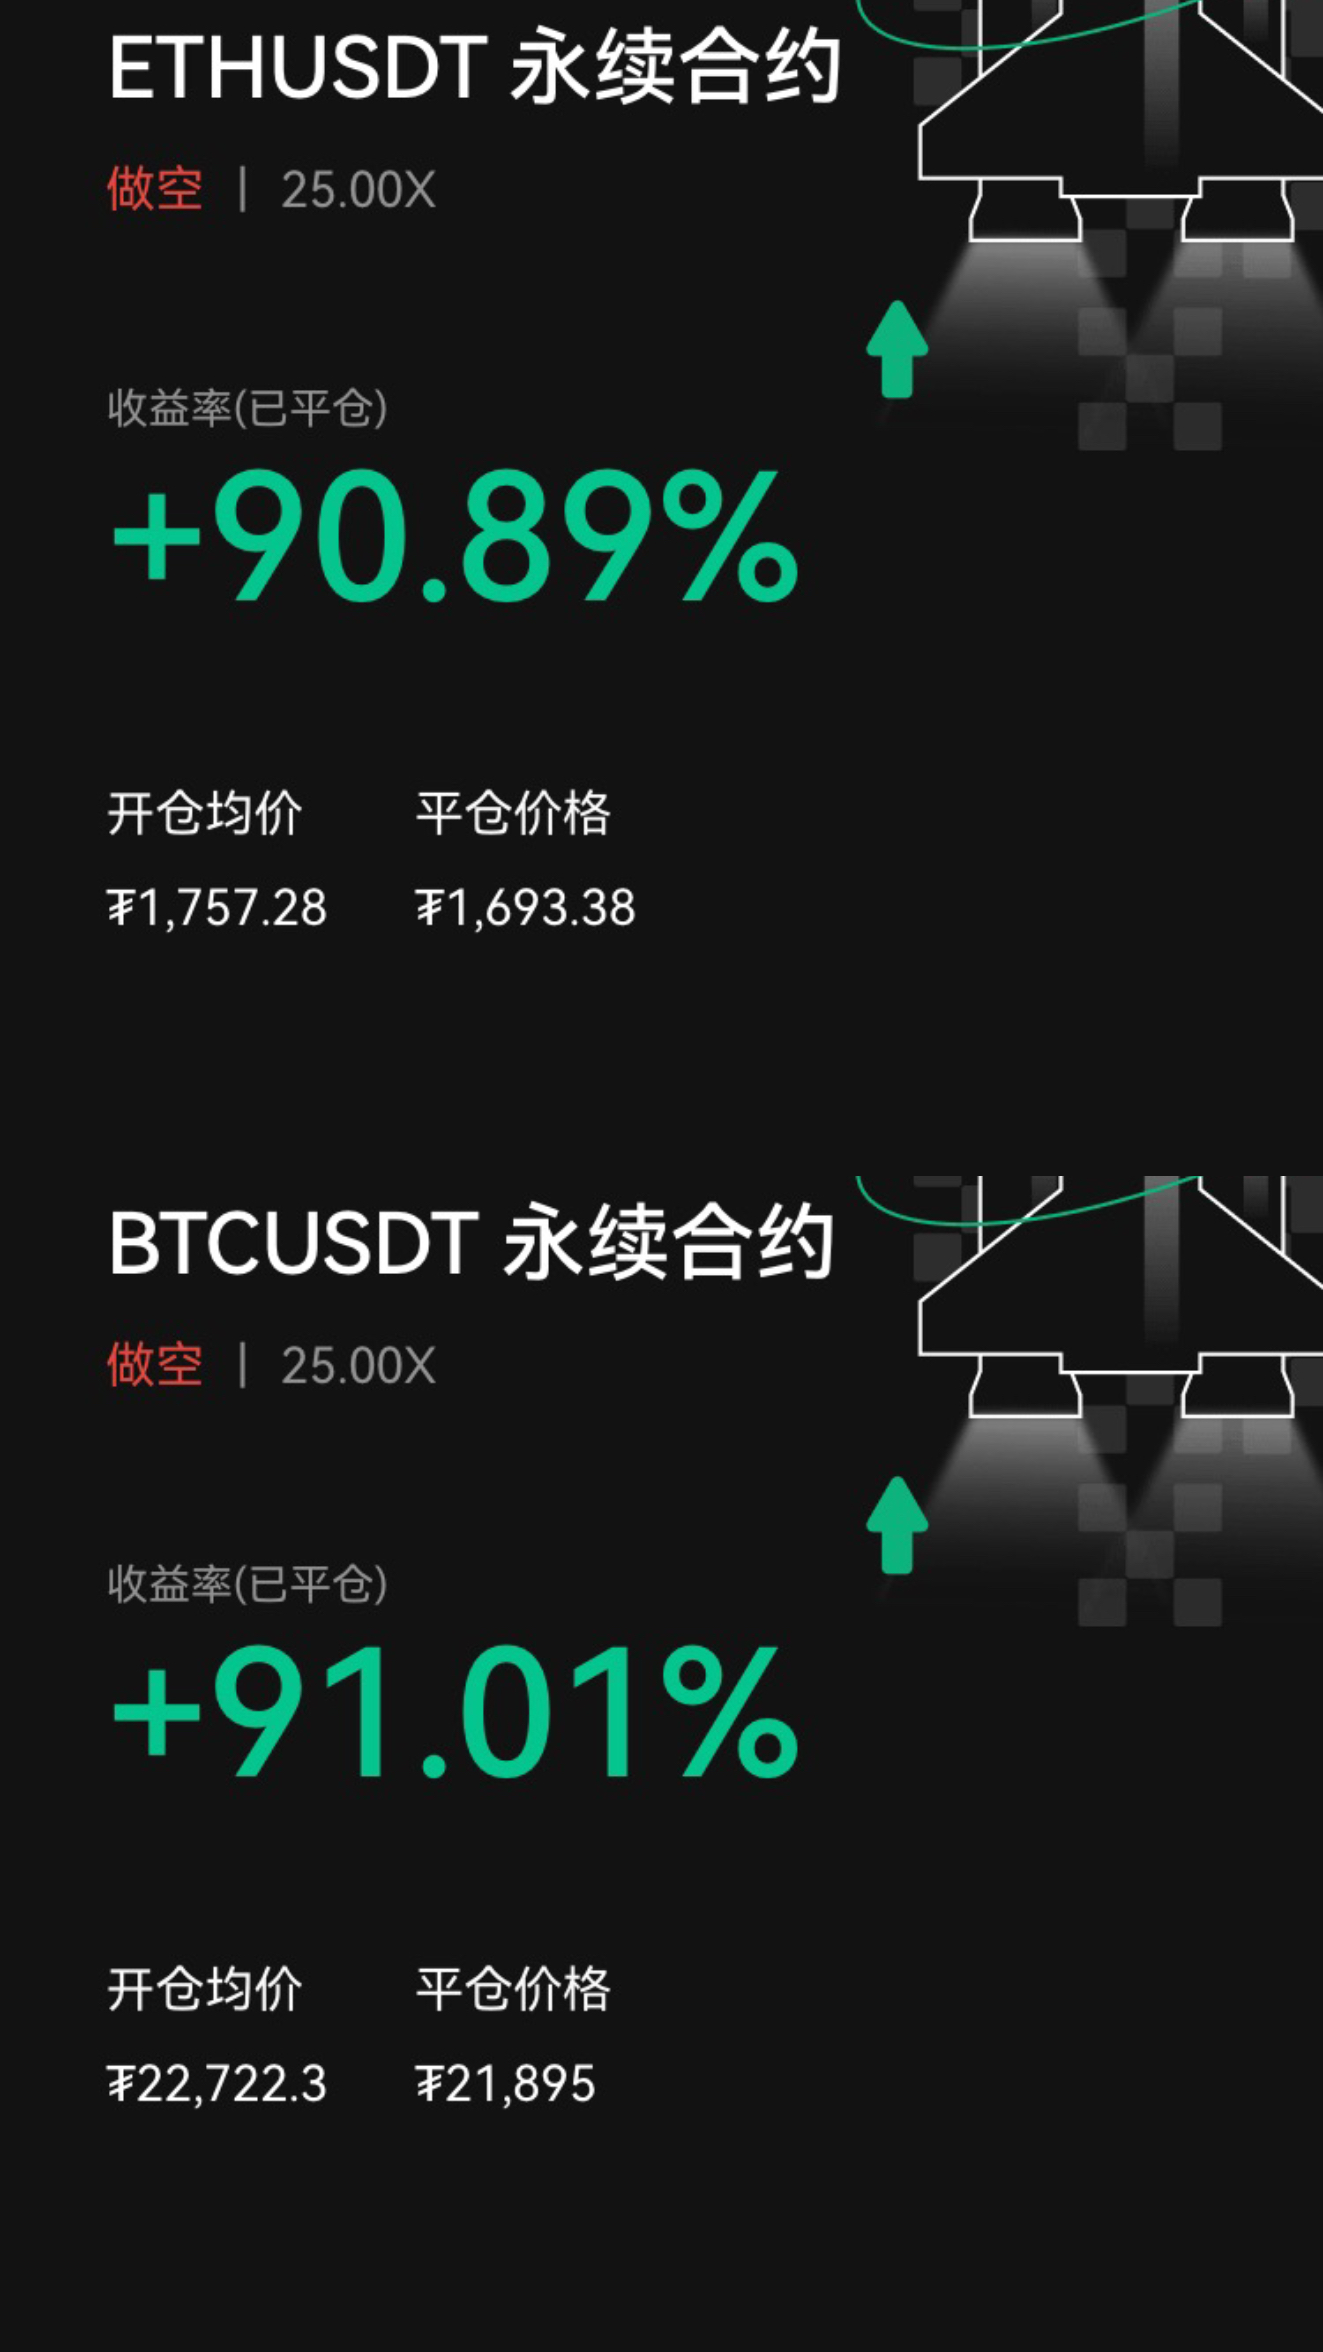 ETHUSDT 永续合约
做空 | 25.00X
收益率(已平仓)
+90.89%
开仓均价 平仓价格
₮1,757.28 ₮1,693.38
BTCUSDT 永续合约
做空 | 25.00X
收益率(已平仓)
+91.01%
开仓均价 平仓价格
₮22,722.3 ₮21,895